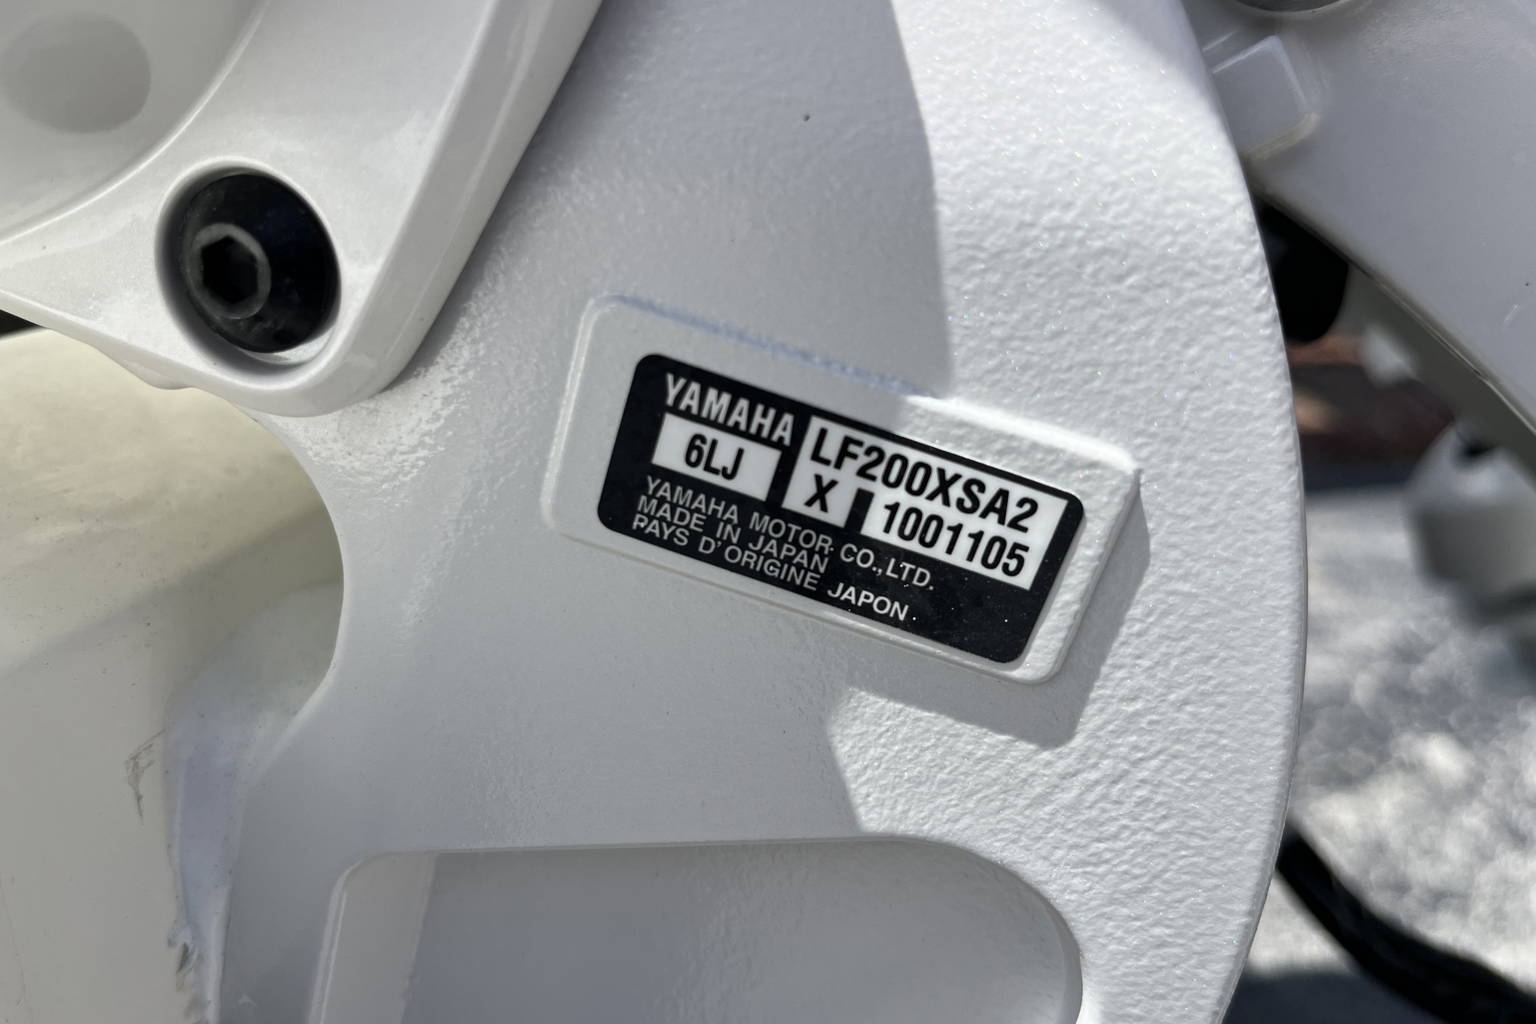 YAMAHA LF200XSA2
6LJ X 1001105
YAMAHA MOTOR CO.,LTD.
MADE IN JAPAN
PAYS D'ORIGINE JAPON